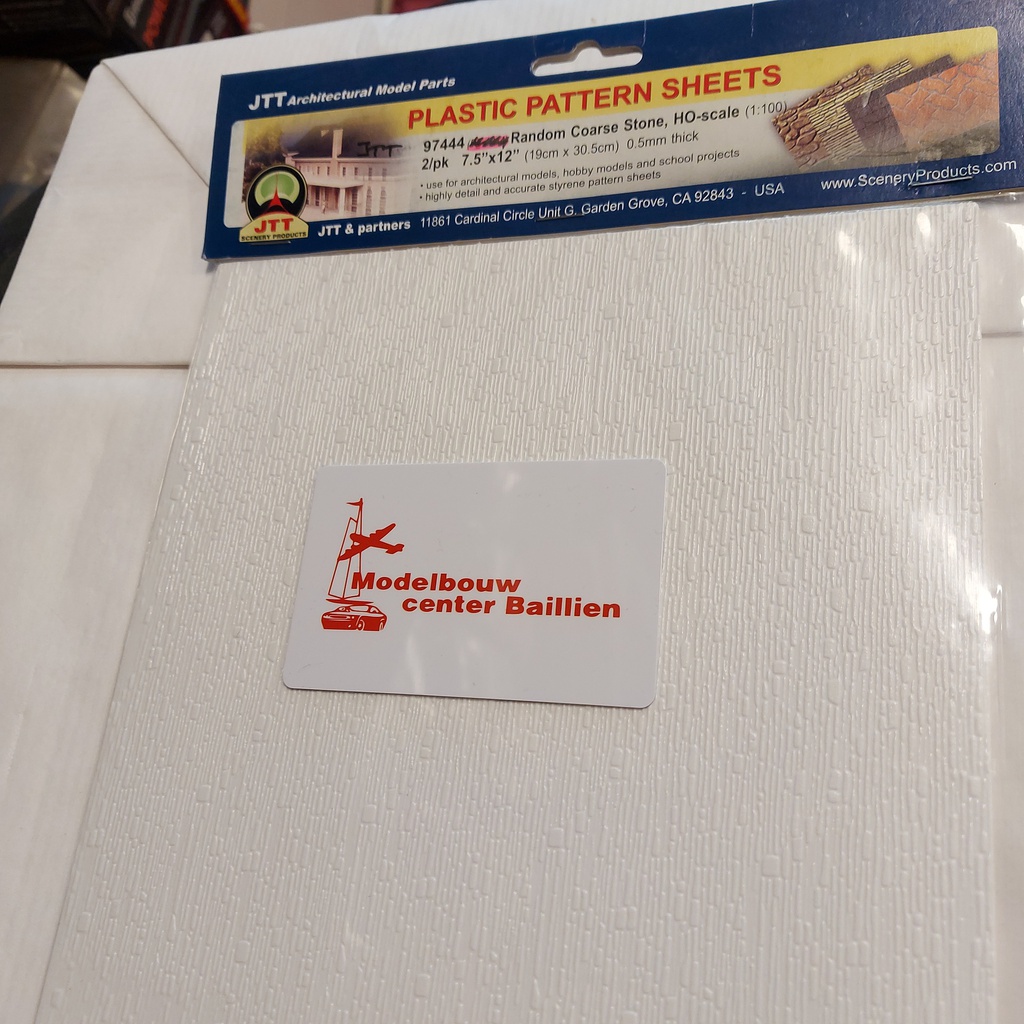 JTT Architectural Model Parts
PLASTIC PATTERN SHEETS
JTT
97444 Random Coarse Stone, HO-scale (1:100)
2/pk 7.5"x12" (19cm x 30.5cm) 0.5mm thick
• use for architectural models, hobby models and school projects
• highly detail and accurate styrene pattern sheets
JTT
SCENERY PRODUCTS
JTT & partners 11861 Cardinal Circle Unit G. Garden Grove, CA 92843 - USA
www.SceneryProducts.com
Modelbouw
center Baillien